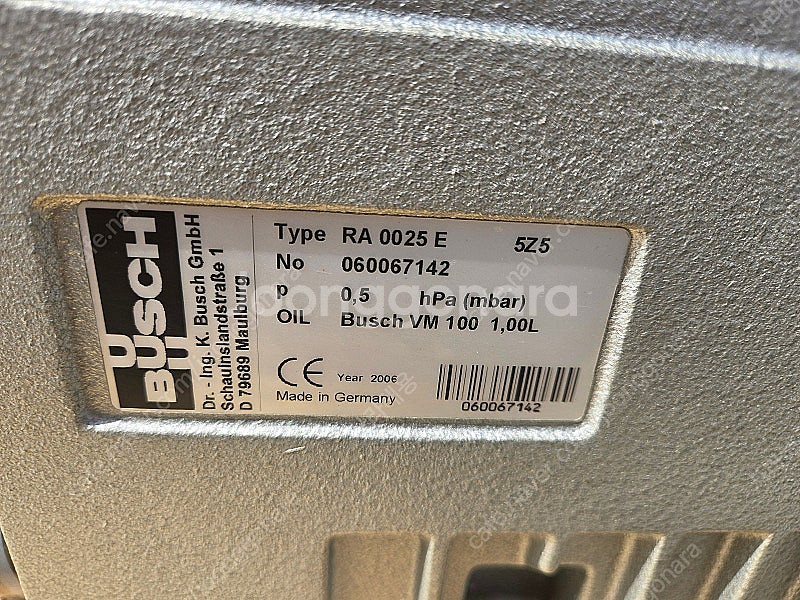 BUSCH
Dr. - Ing. K. Busch GmbH
Schauinslandstraße 1
D 79689 Maulburg
Type RA 0025 E 5Z5
No 060067142
p 0,5 hPa (mbar)
OIL Busch VM 100 1,00L
CE Year 2006
Made in Germany
060067142
joonggonara